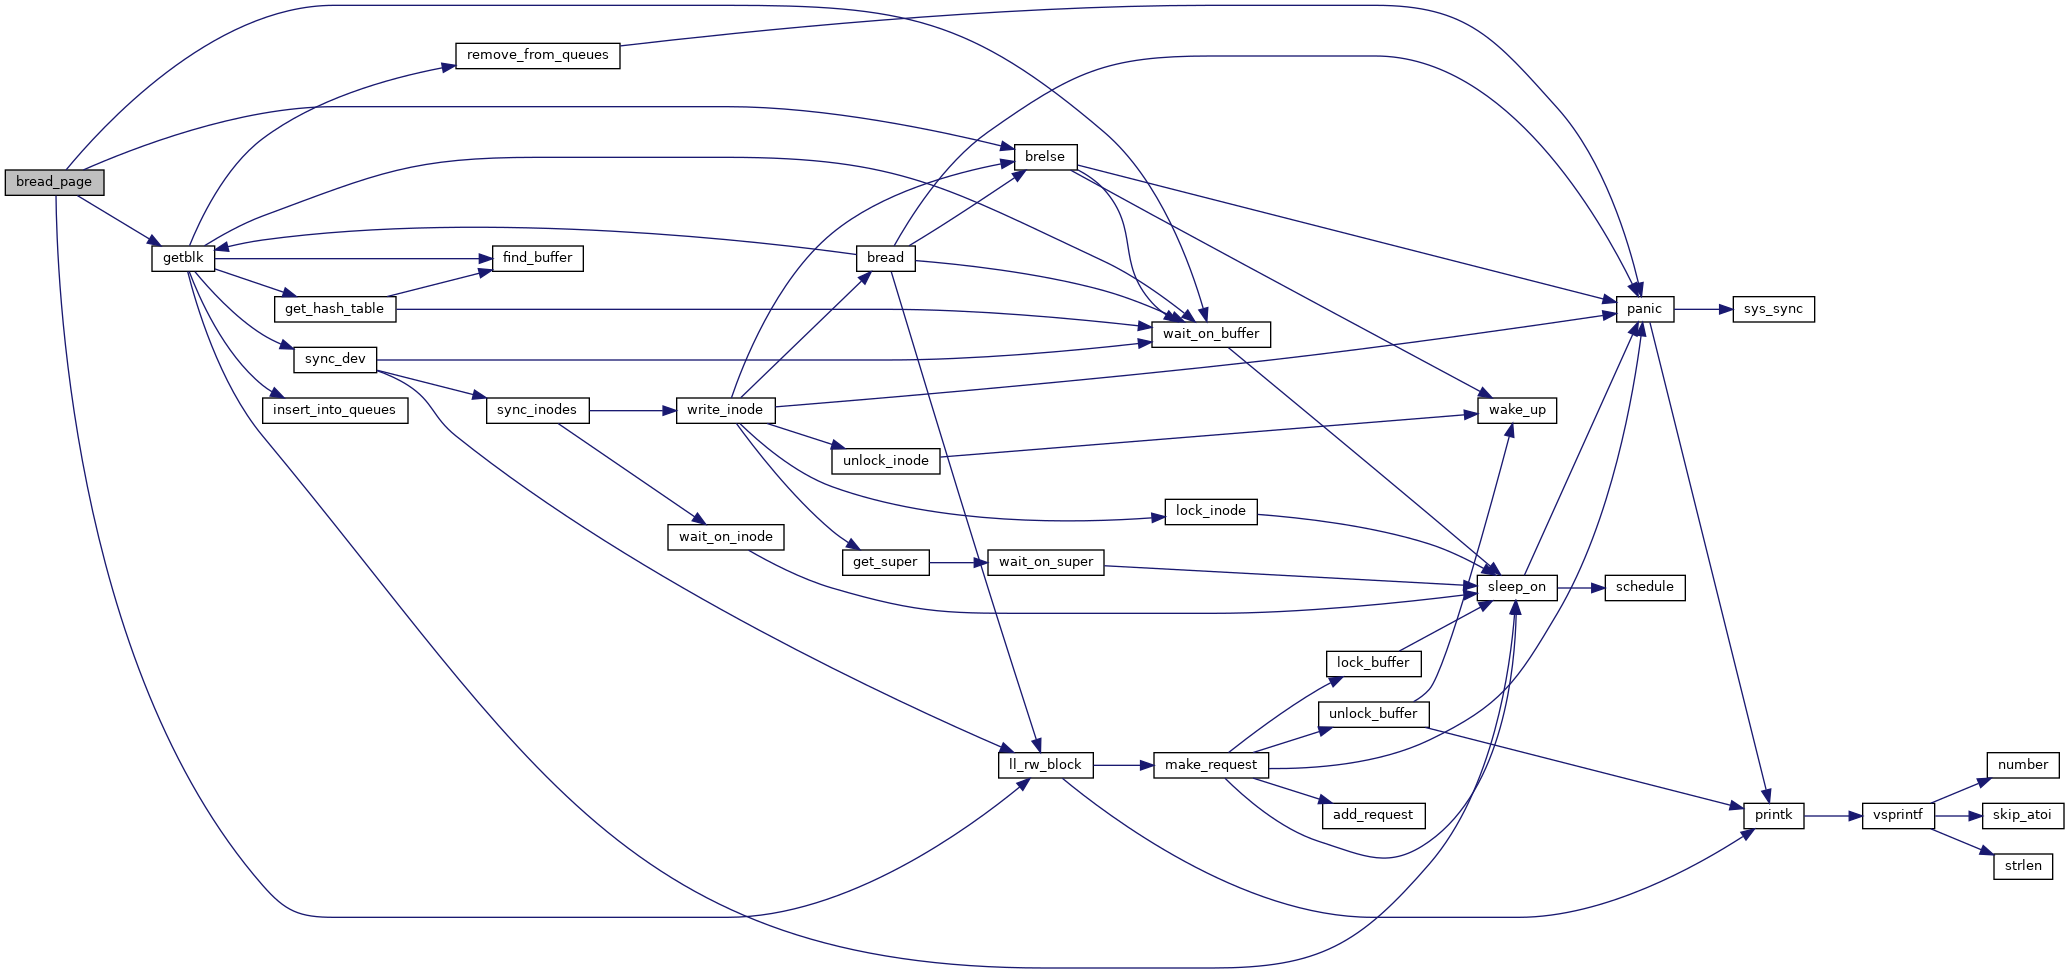 bread_page
remove_from_queues
getblk
find_buffer
get_hash_table
sync_dev
insert_into_queues
sync_inodes
wait_on_inode
write_inode
bread
unlock_inode
get_super
brelse
wait_on_buffer
lock_inode
wait_on_super
ll_rw_block
make_request
lock_buffer
unlock_buffer
add_request
wake_up
sleep_on
panic
schedule
sys_sync
printk
vsprintf
number
skip_atoi
strlen